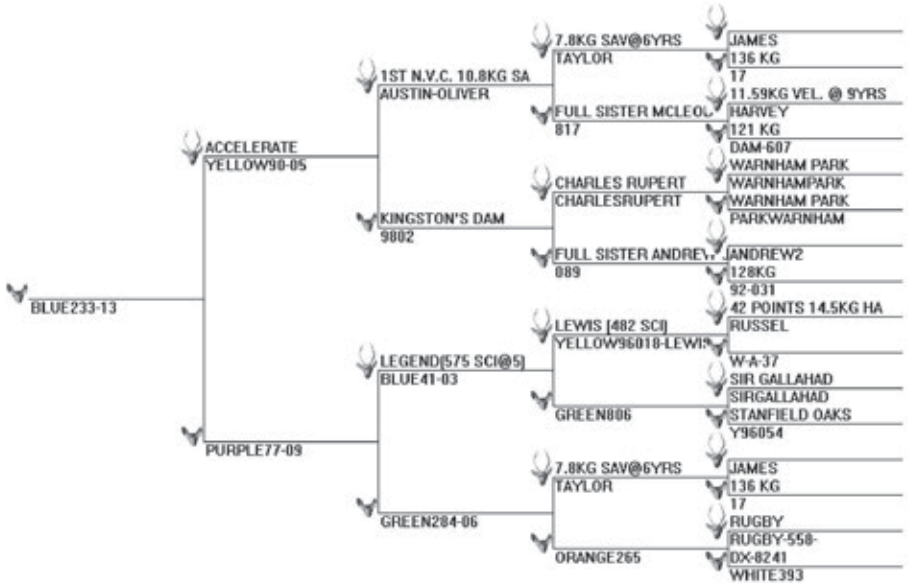 7.8KG SAV@6YRS
TAYLOR
JAMES
136 KG
17
1ST N.V.C. 10.8KG SA
AUSTIN-OLIVER
11.59KG VEL. @ 9YRS
HARVEY
FULL SISTER MCLEOD
817
121 KG
DAM-607
ACCELERATE
YELLOW90-05
WARNHAM PARK
WARNHAMPARK
CHARLES RUPERT
CHARLESRUPERT
WARNHAM PARK
PARKWARNHAM
KINGSTON'S DAM
9802
FULL SISTER ANDREW
089
ANDREW2
128KG
92-031
BLUE233-13
42 POINTS 14.5KG HA
RUSSEL
LEWIS [482 SCI]
YELLOW96018-LEWIS
W-A-37
LEGEND(575 SCI@5)
BLUE41-03
SIR GALLAHAD
SIRGALLAHAD
GREEN806
STANFIELD OAKS
Y96054
PURPLE77-09
7.8KG SAV@6YRS
TAYLOR
JAMES
136 KG
17
GREEN284-06
RUGBY
RUGBY-558-
ORANGE265
DX-8241
WHITE393